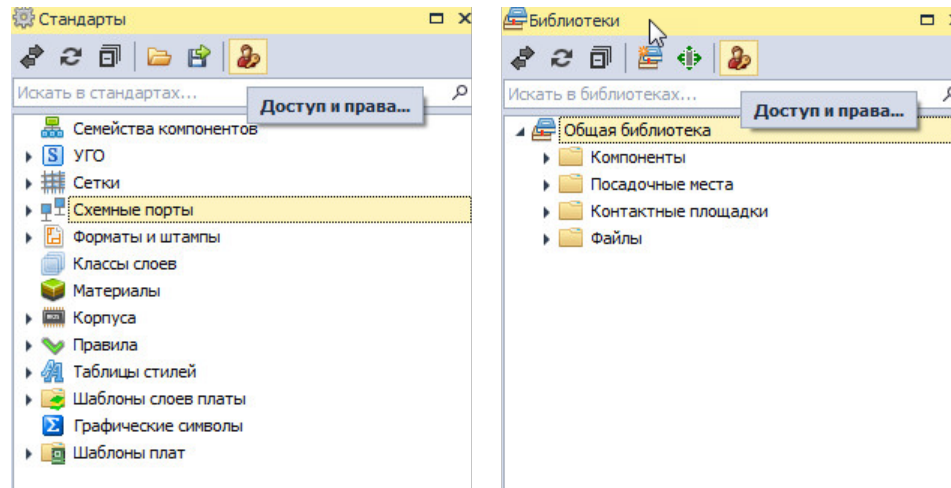 Стандарты
Искать в стандартах...
Доступ и права...
Семейства компонентов
УГО
Сетки
Схемные порты
Форматы и штампы
Классы слоев
Материалы
Корпуса
Правила
Таблицы стилей
Шаблоны слоев платы
Графические символы
Шаблоны плат
Библиотеки
Искать в библиотеках...
Доступ и права...
Общая библиотека
Компоненты
Посадочные места
Контактные площадки
Файлы